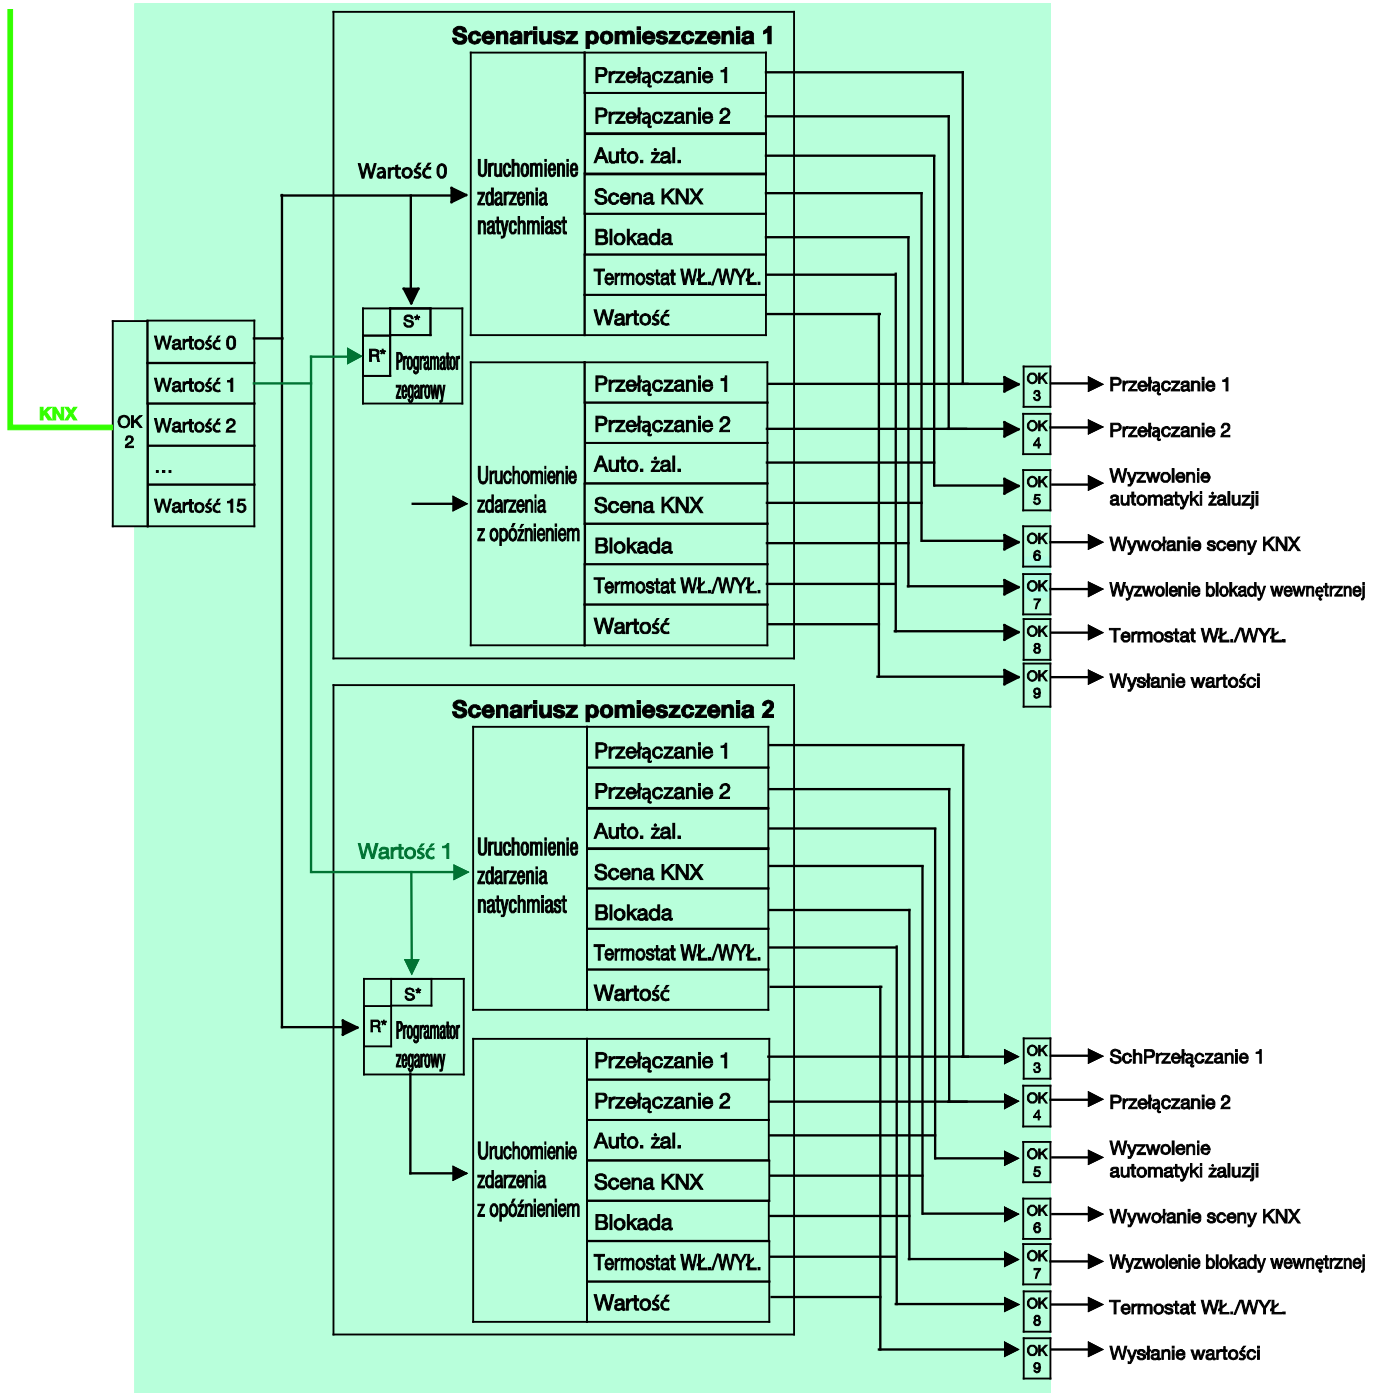 KNX
OK
2
Wartość 0
Wartość 1
Wartość 2
...
Wartość 15
Scenariusz pomieszczenia 1
Wartość 0
S*
R*
Programator
zegarowy
Uruchomienie
zdarzenia
natychmiast
Przełączanie 1
Przełączanie 2
Auto. żal.
Scena KNX
Blokada
Termostat WŁ./WYŁ.
Wartość
Uruchomienie
zdarzenia
z opóźnieniem
Przełączanie 1
Przełączanie 2
Auto. żal.
Scena KNX
Blokada
Termostat WŁ./WYŁ.
Wartość
OK
3
Przełączanie 1
OK
4
Przełączanie 2
OK
5
Wyzwolenie
automatyki żaluzji
OK
6
Wywołanie sceny KNX
OK
7
Wyzwolenie blokady wewnętrznej
OK
8
Termostat WŁ./WYŁ.
OK
9
Wysłanie wartości
Scenariusz pomieszczenia 2
Wartość 1
S*
R*
Programator
zegarowy
Uruchomienie
zdarzenia
natychmiast
Przełączanie 1
Przełączanie 2
Auto. żal.
Scena KNX
Blokada
Termostat WŁ./WYŁ.
Wartość
Uruchomienie
zdarzenia
z opóźnieniem
Przełączanie 1
Przełączanie 2
Auto. żal.
Scena KNX
Blokada
Termostat WŁ./WYŁ.
Wartość
OK
3
SchPrzełączanie 1
OK
4
Przełączanie 2
OK
5
Wyzwolenie
automatyki żaluzji
OK
6
Wywołanie sceny KNX
OK
7
Wyzwolenie blokady wewnętrznej
OK
8
Termostat WŁ./WYŁ.
OK
9
Wysłanie wartości